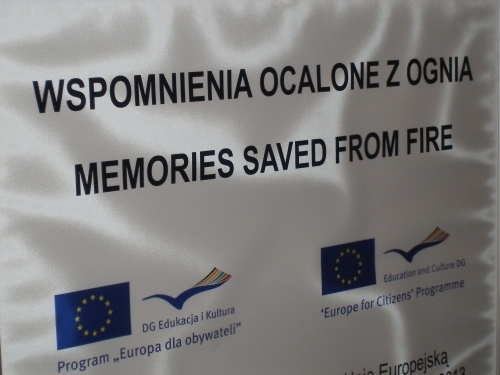 WSPOMNIENIA OCALONE Z OGNIA
MEMORIES SAVED FROM FIRE
DG Edukacja i Kultura
Program „Europa dla obywateli”
Education and Culture DG
'Europe for Citizens' Programme
Europejską